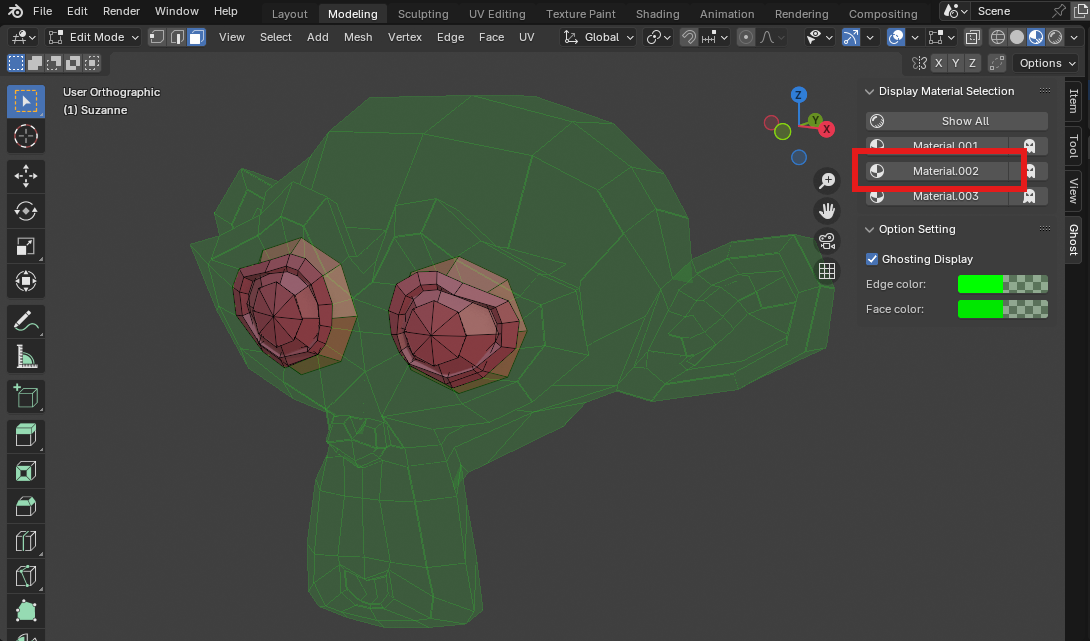 File Edit Render Window Help Layout Modeling Sculpting UV Editing Texture Paint Shading Animation Rendering Compositing Scene
Edit Mode View Select Add Mesh Vertex Edge Face UV Global
X Y Z Options
User Orthographic
(1) Suzanne
Z
Y
X
Display Material Selection
Show All
Material.001
Material.002
Material.003
Option Setting
Ghosting Display
Edge color:
Face color:
Item
Tool
View
Ghost